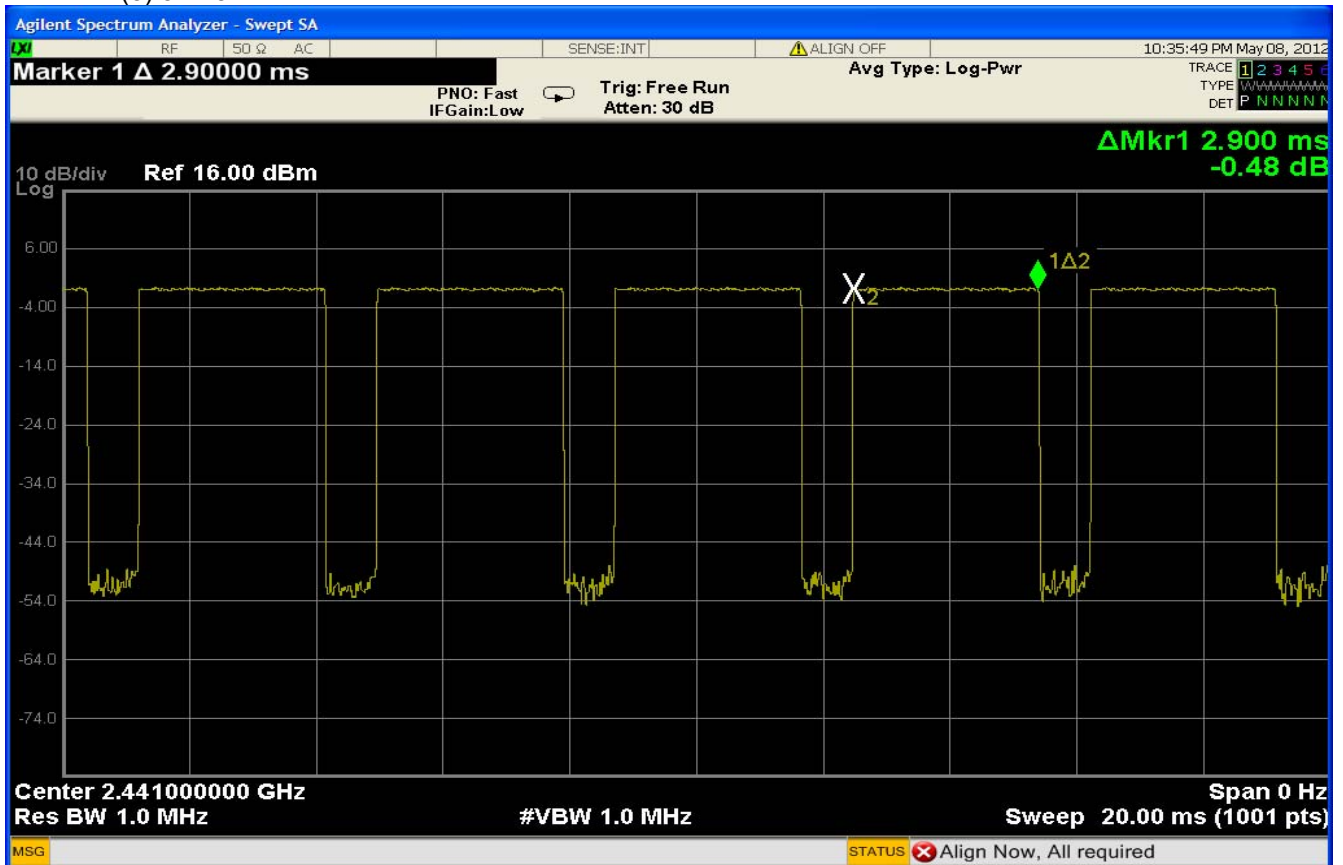 Agilent Spectrum Analyzer - Swept SA
LXI RF 50 Ω AC SENSE:INT ALIGN OFF 10:35:49 PM May 08, 2012
Marker 1 Δ 2.90000 ms
PNO: Fast
IFGain:Low
Trig: Free Run
Atten: 30 dB
Avg Type: Log-Pwr
TRACE 1 2 3 4 5 6
TYPE
DET P N N N N N
ΔMkr1 2.900 ms
-0.48 dB
10 dB/div Ref 16.00 dBm
Log
6.00
1Δ2
X2
-4.00
-14.0
-24.0
-34.0
-44.0
-54.0
-64.0
-74.0
Center 2.441000000 GHz Span 0 Hz
Res BW 1.0 MHz #VBW 1.0 MHz Sweep 20.00 ms (1001 pts)
MSG STATUS Align Now, All required